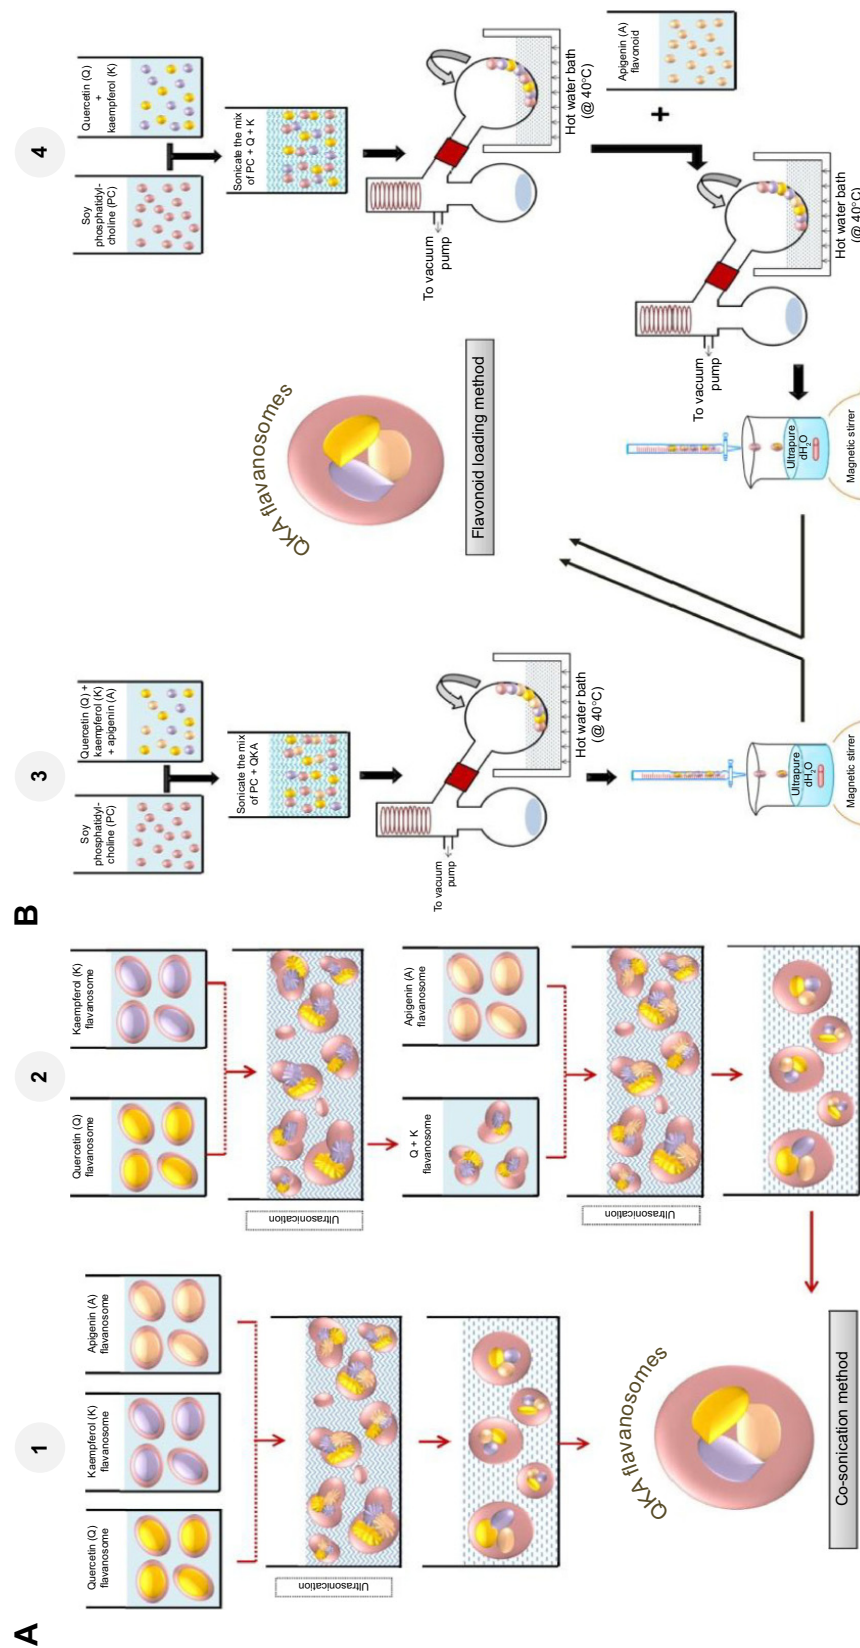 A
1
Quercetin (Q)
flavanosome
Kaempferol (K)
flavanosome
Apigenin (A)
flavanosome
Ultrasonication
QKA flavanosomes
Co-sonication method
2
Quercetin (Q)
flavanosome
Kaempferol (K)
flavanosome
Ultrasonication
Q + K
flavanosome
Apigenin (A)
flavanosome
Ultrasonication
B
3
Soy
phosphatidyl-
choline (PC)
Quercetin (Q) +
kaempferol (K)
+ apigenin (A)
Sonicate the mix
of PC + QKA
To vacuum
pump
Hot water bath
(@ 40°C)
Ultrapure
dH2O
Magnetic stirrer
QKA flavanosomes
Flavonoid loading method
4
Soy
phosphatidyl-
choline (PC)
Quercetin (Q)
+
kaempferol (K)
Sonicate the mix
of PC + Q + K
To vacuum
pump
Hot water bath
(@ 40°C)
+
Apigenin (A)
flavonoid
To vacuum
pump
Hot water bath
(@ 40°C)
Ultrapure
dH2O
Magnetic stirrer